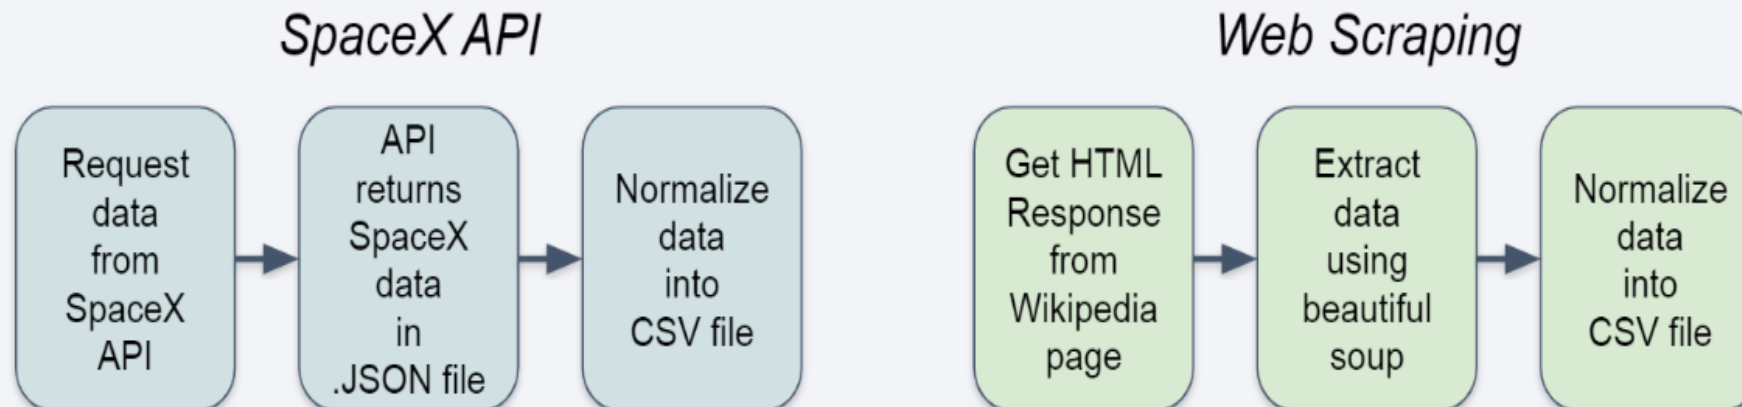 SpaceX API
Request
data
from
SpaceX
API
API
returns
SpaceX
data
in
.JSON file
Normalize
data
into
CSV file
Web Scraping
Get HTML
Response
from
Wikipedia
page
Extract
data
using
beautiful
soup
Normalize
data
into
CSV file